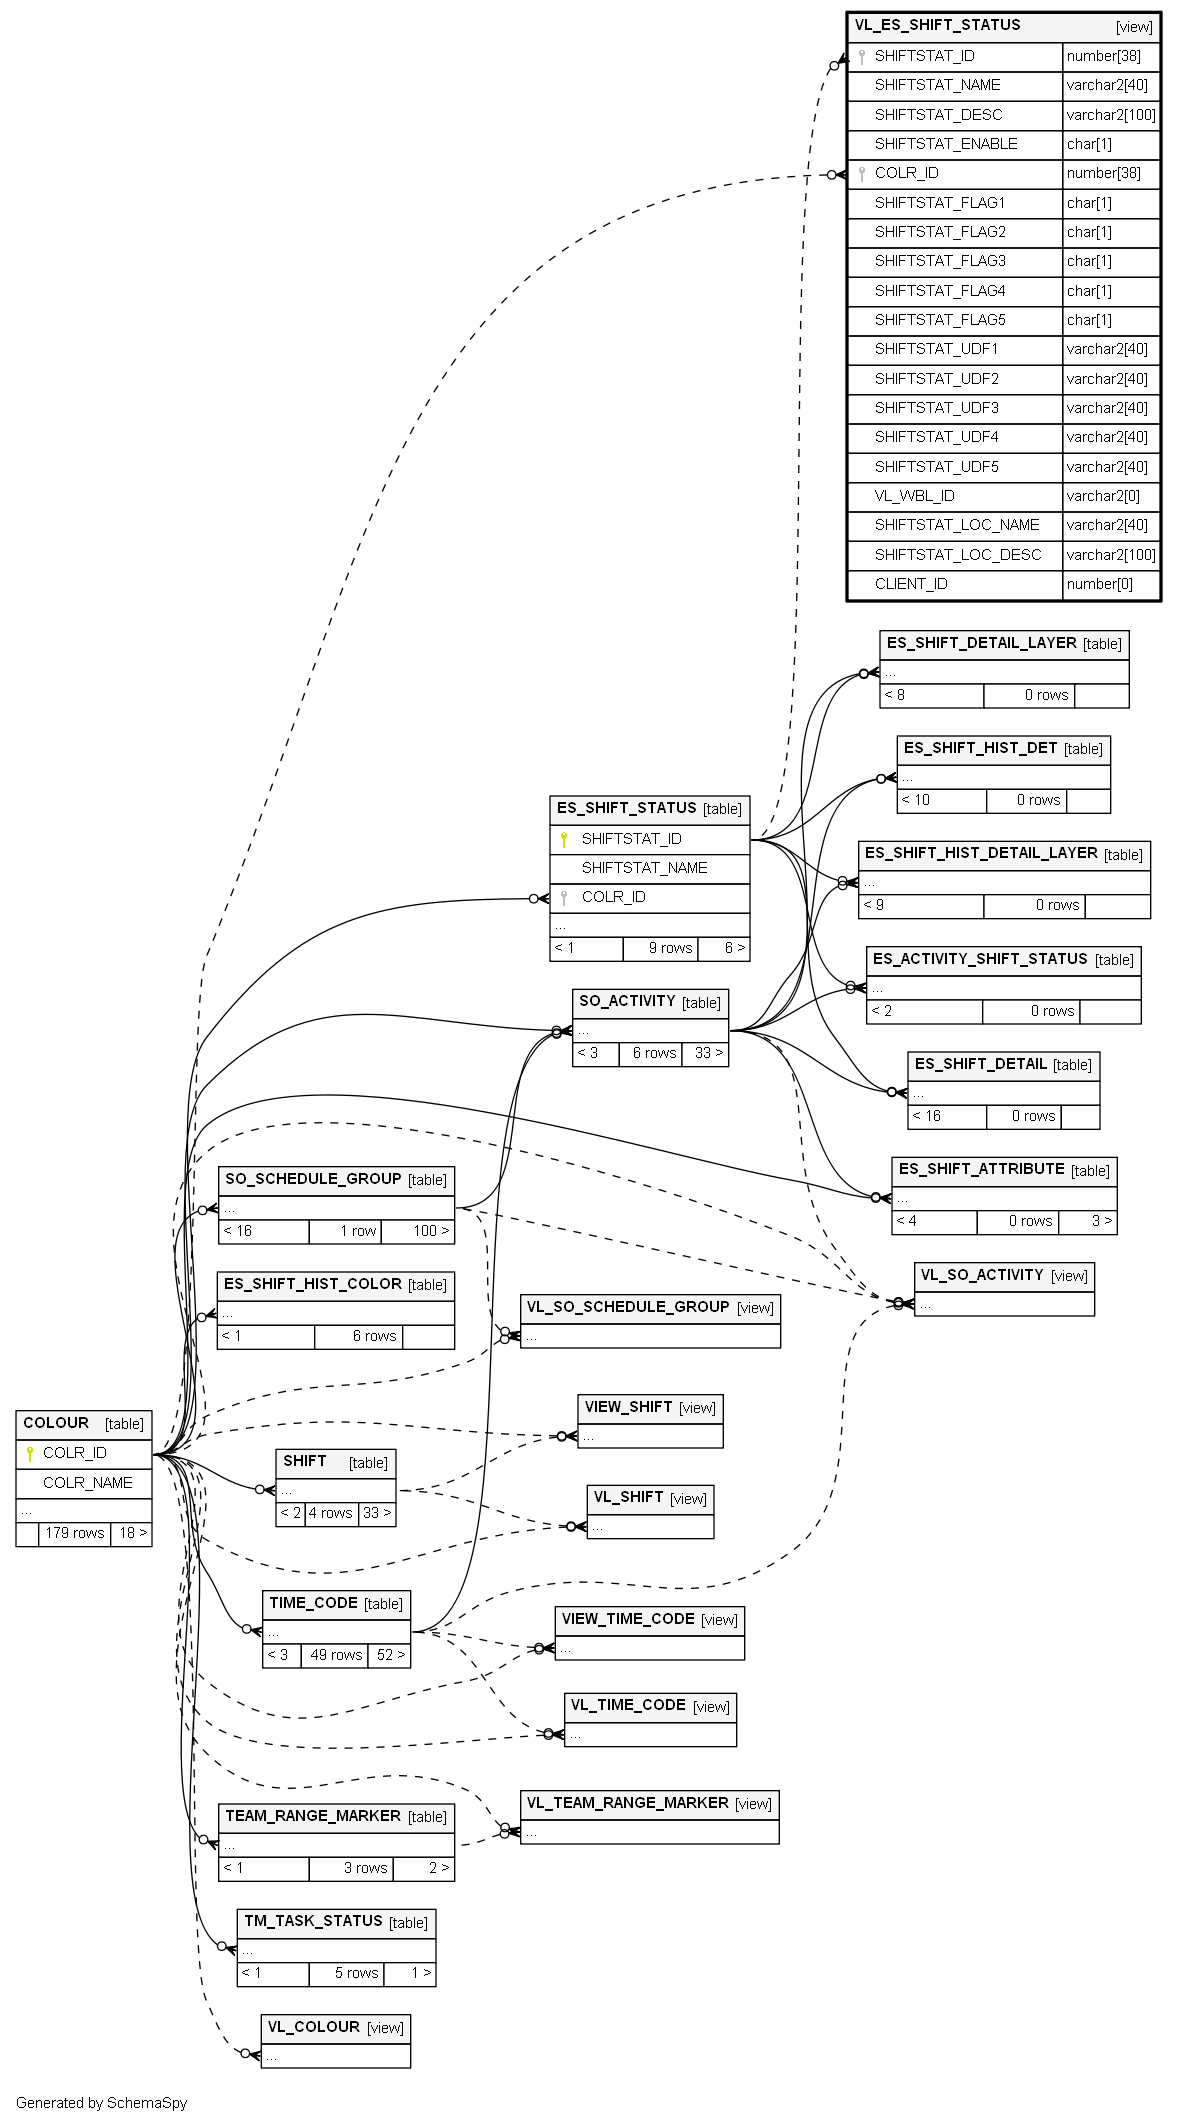 VL_ES_SHIFT_STATUS [view]
SHIFTSTAT_ID number[38]
SHIFTSTAT_NAME varchar2[40]
SHIFTSTAT_DESC varchar2[100]
SHIFTSTAT_ENABLE char[1]
COLR_ID number[38]
SHIFTSTAT_FLAG1 char[1]
SHIFTSTAT_FLAG2 char[1]
SHIFTSTAT_FLAG3 char[1]
SHIFTSTAT_FLAG4 char[1]
SHIFTSTAT_FLAG5 char[1]
SHIFTSTAT_UDF1 varchar2[40]
SHIFTSTAT_UDF2 varchar2[40]
SHIFTSTAT_UDF3 varchar2[40]
SHIFTSTAT_UDF4 varchar2[40]
SHIFTSTAT_UDF5 varchar2[40]
VL_WBL_ID varchar2[0]
SHIFTSTAT_LOC_NAME varchar2[40]
SHIFTSTAT_LOC_DESC varchar2[100]
CLIENT_ID number[0]
ES_SHIFT_DETAIL_LAYER [table]
...
< 8 0 rows
ES_SHIFT_HIST_DET [table]
...
< 10 0 rows
ES_SHIFT_STATUS [table]
SHIFTSTAT_ID
SHIFTSTAT_NAME
COLR_ID
...
< 1 9 rows 6 >
ES_SHIFT_HIST_DETAIL_LAYER [table]
...
< 9 0 rows
ES_ACTIVITY_SHIFT_STATUS [table]
...
< 2 0 rows
SO_ACTIVITY [table]
...
< 3 6 rows 33 >
ES_SHIFT_DETAIL [table]
...
< 16 0 rows
ES_SHIFT_ATTRIBUTE [table]
...
< 4 0 rows 3 >
SO_SCHEDULE_GROUP [table]
...
< 16 1 row 100 >
VL_SO_ACTIVITY [view]
...
ES_SHIFT_HIST_COLOR [table]
...
< 1 6 rows
VL_SO_SCHEDULE_GROUP [view]
...
VIEW_SHIFT [view]
...
COLOUR [table]
COLR_ID
COLR_NAME
...
179 rows 18 >
SHIFT [table]
...
< 2 4 rows 33 >
VL_SHIFT [view]
...
TIME_CODE [table]
...
< 3 49 rows 52 >
VIEW_TIME_CODE [view]
...
VL_TIME_CODE [view]
...
VL_TEAM_RANGE_MARKER [view]
...
TEAM_RANGE_MARKER [table]
...
< 1 3 rows 2 >
TM_TASK_STATUS [table]
...
< 1 5 rows 1 >
VL_COLOUR [view]
...
Generated by SchemaSpy